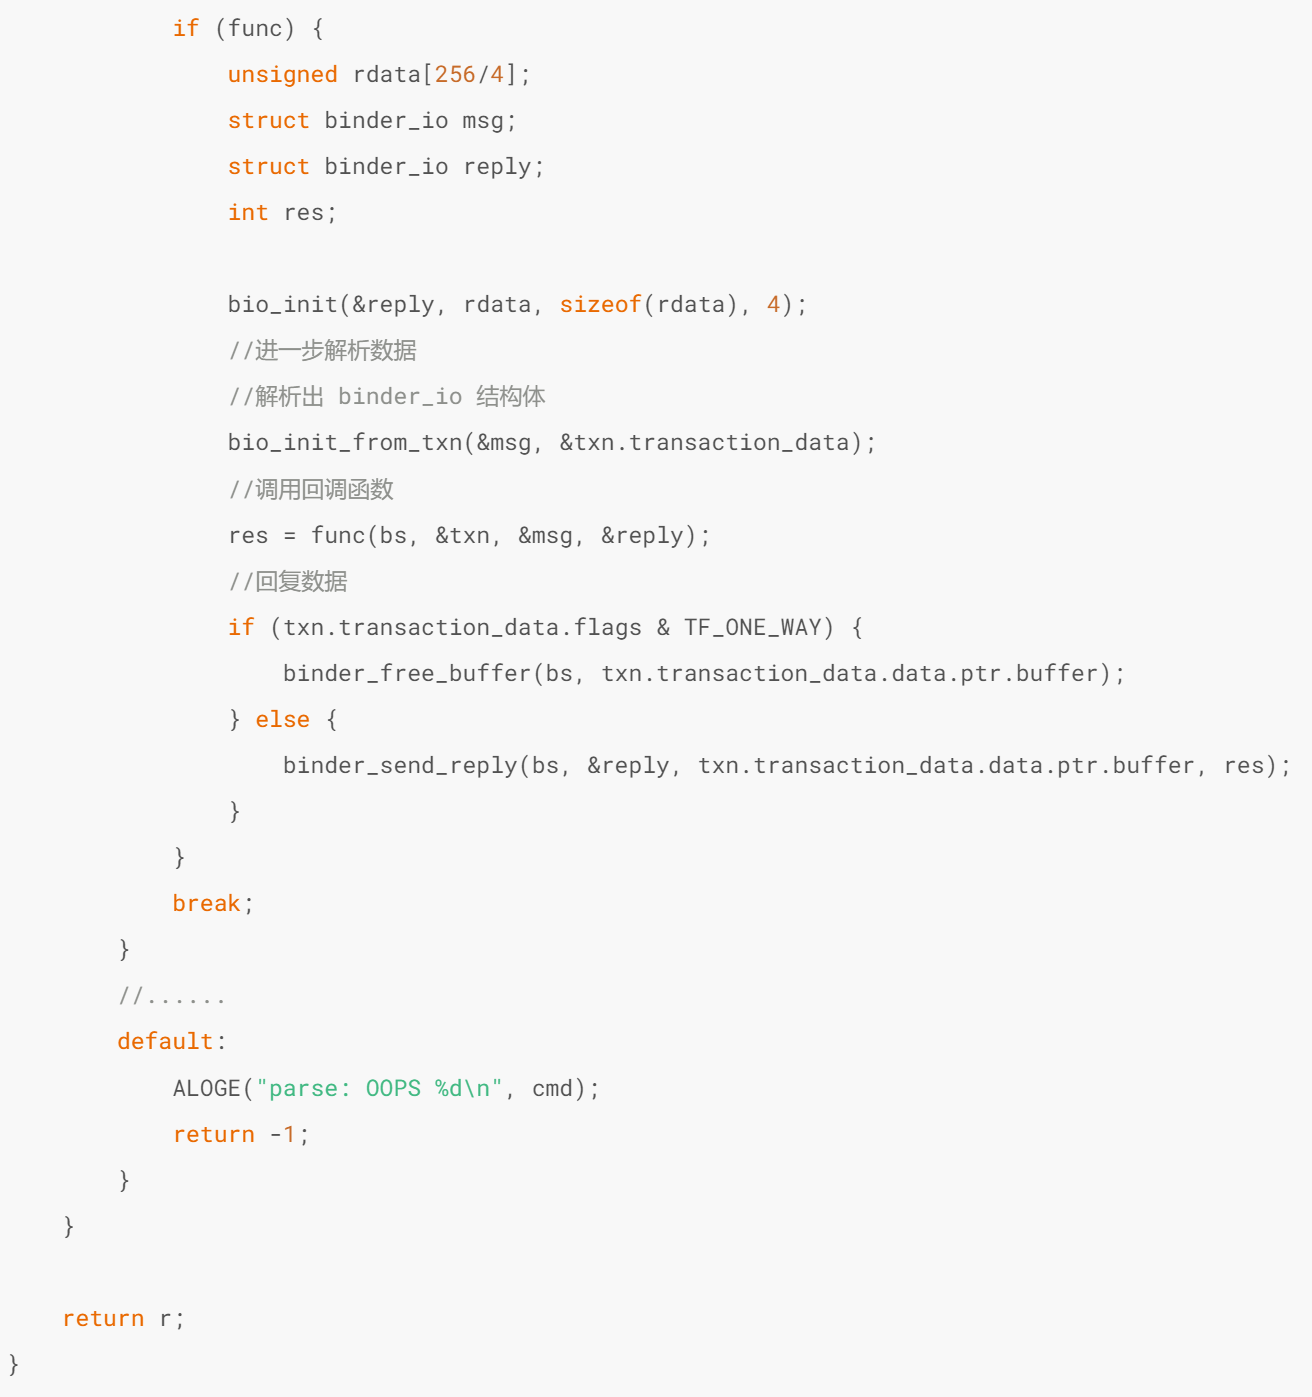 if (func) {
unsigned rdata[256/4];
struct binder_io msg;
struct binder_io reply;
int res;
bio_init(&reply, rdata, sizeof(rdata), 4);
//进一步解析数据
//解析出 binder_io 结构体
bio_init_from_txn(&msg, &txn.transaction_data);
//调用回调函数
res = func(bs, &txn, &msg, &reply);
//回复数据
if (txn.transaction_data.flags & TF_ONE_WAY) {
binder_free_buffer(bs, txn.transaction_data.data.ptr.buffer);
} else {
binder_send_reply(bs, &reply, txn.transaction_data.data.ptr.buffer, res);
}
}
break;
}
//......
default:
ALOGE("parse: OOPS %d\n", cmd);
return -1;
}
}
return r;
}